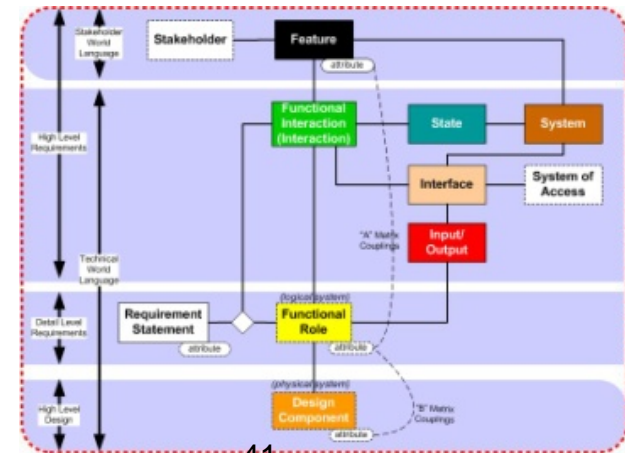 Stakeholder
World
Language
Stakeholder
Feature
attribute
High Level
Requirements
Functional
Interaction
(Interaction)
State
System
Interface
System of
Access
"A" Matrix
Couplings
Input/
Output
Technical
World
Language
(logical system)
Detail Level
Requirements
Requirement
Statement
attribute
Functional
Role
attribute
(physical system)
High Level
Design
Design
Component
attribute
"B" Matrix
Couplings